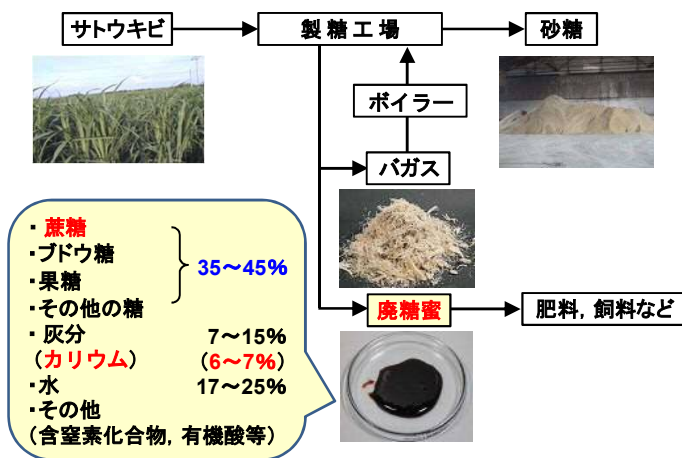 サトウキビ
製糖工場
砂糖
ボイラー
バガス
・蔗糖
・ブドウ糖
・果糖
・その他の糖
35～45%
・灰分 7～15%
（カリウム） （6～7%）
・水 17～25%
・その他
（含窒素化合物，有機酸等）
廃糖蜜
肥料，飼料など